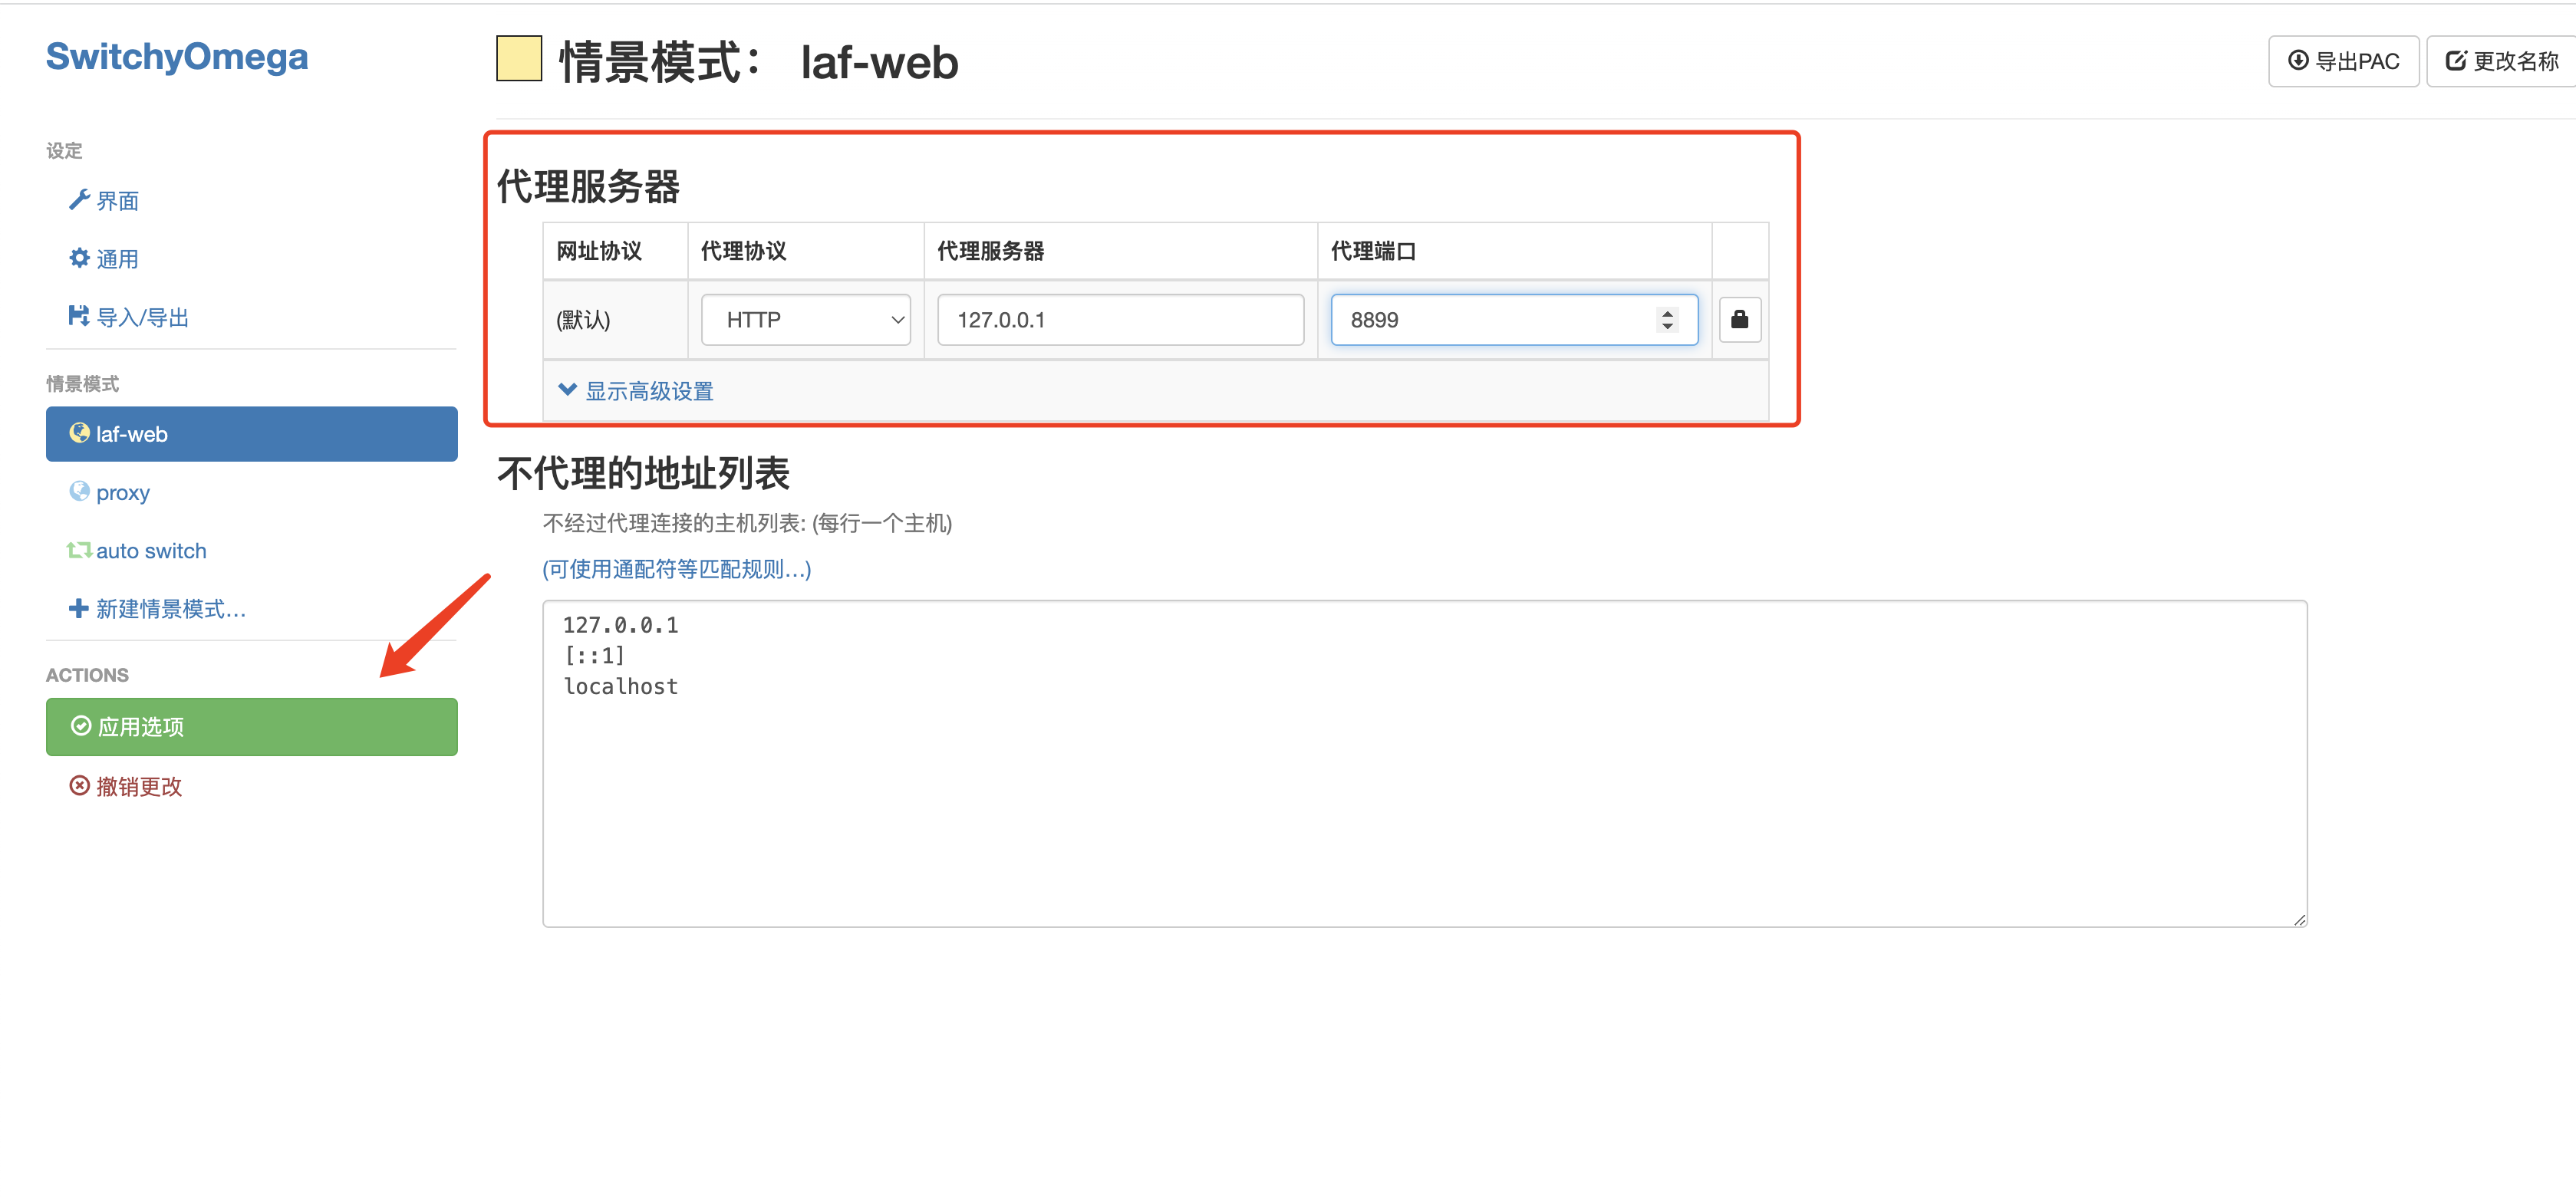 SwitchyOmega
设定
界面
通用
导入/导出
情景模式
laf-web
proxy
auto switch
新建情景模式...
ACTIONS
应用选项
撤销更改
情景模式： laf-web
导出PAC
更改名称
代理服务器
网址协议 代理协议 代理服务器 代理端口
(默认) HTTP 127.0.0.1 8899
显示高级设置
不代理的地址列表
不经过代理连接的主机列表: (每行一个主机)
(可使用通配符等匹配规则...)
127.0.0.1
[::1]
localhost